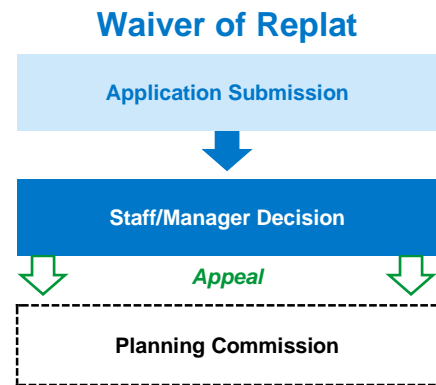 Waiver of Replat
Application Submission
Staff/Manager Decision
Appeal
Planning Commission